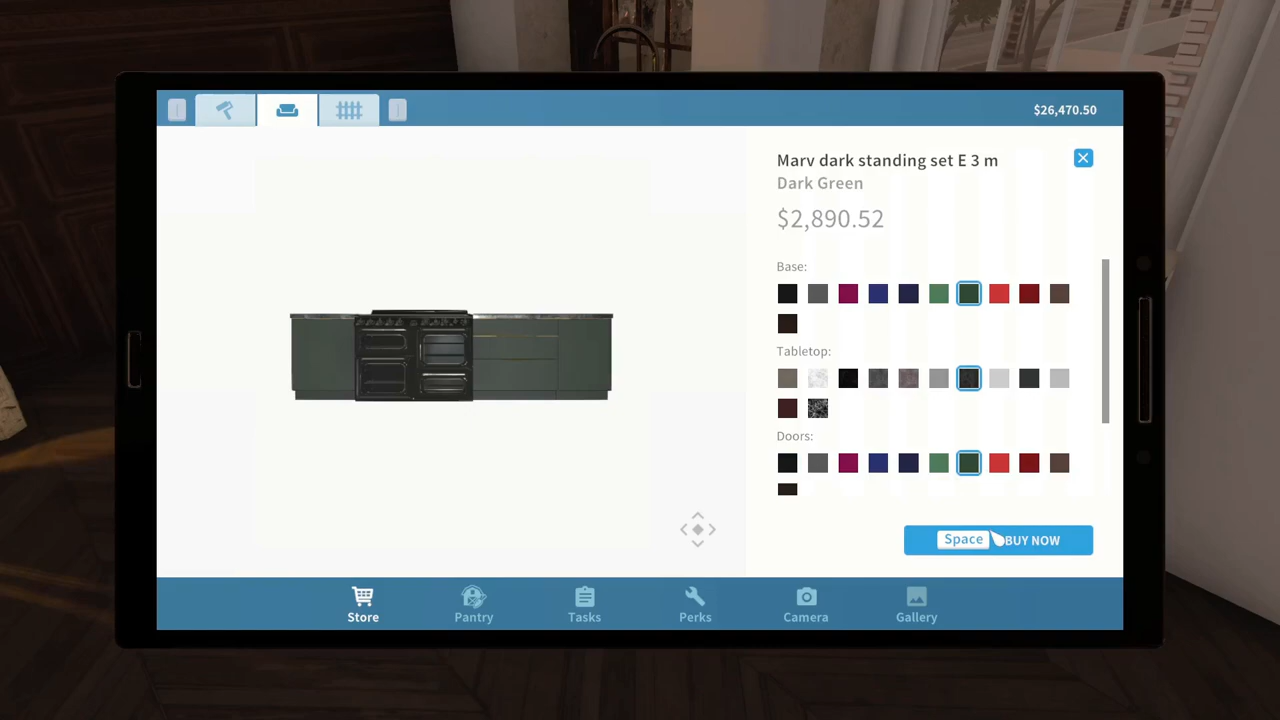 $26,470.50
Marv dark standing set E 3 m
Dark Green
$2,890.52
Base:
Tabletop:
Doors:
Space BUY NOW
Store
Pantry
Tasks
Perks
Camera
Gallery